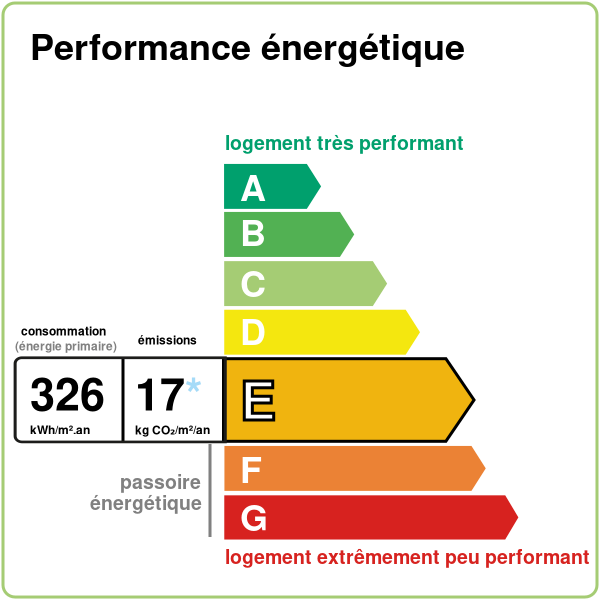 Performance énergétique
logement très performant
A
B
C
D
consommation
(énergie primaire)
émissions
326
17*
kWh/m².an
kg CO₂/m²/an
E
passoire
énergétique
F
G
logement extrêmement peu performant